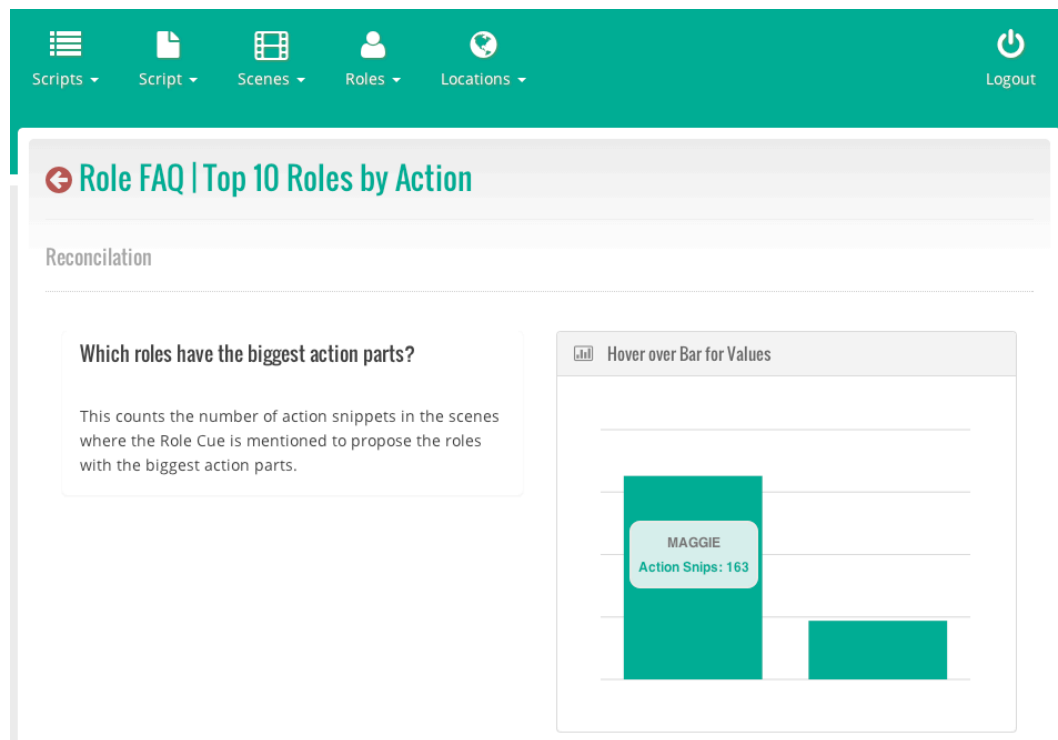 Scripts
Script
Scenes
Roles
Locations
Logout
Role FAQ | Top 10 Roles by Action
Reconcilation
Which roles have the biggest action parts?
This counts the number of action snippets in the scenes
where the Role Cue is mentioned to propose the roles
with the biggest action parts.
Hover over Bar for Values
MAGGIE
Action Snips: 163